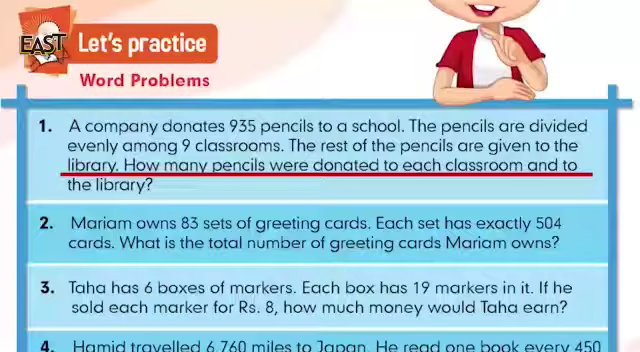 EAST
Let's practice
Word Problems
1. A company donates 935 pencils to a school. The pencils are divided
evenly among 9 classrooms. The rest of the pencils are given to the
library. How many pencils were donated to each classroom and to
the library?
2. Mariam owns 83 sets of greeting cards. Each set has exactly 504
cards. What is the total number of greeting cards Mariam owns?
3. Taha has 6 boxes of markers. Each box has 19 markers in it. If he
sold each marker for Rs. 8, how much money would Taha earn?
4. Hamid travelled 6,760 miles to Japan. He read one book every 450